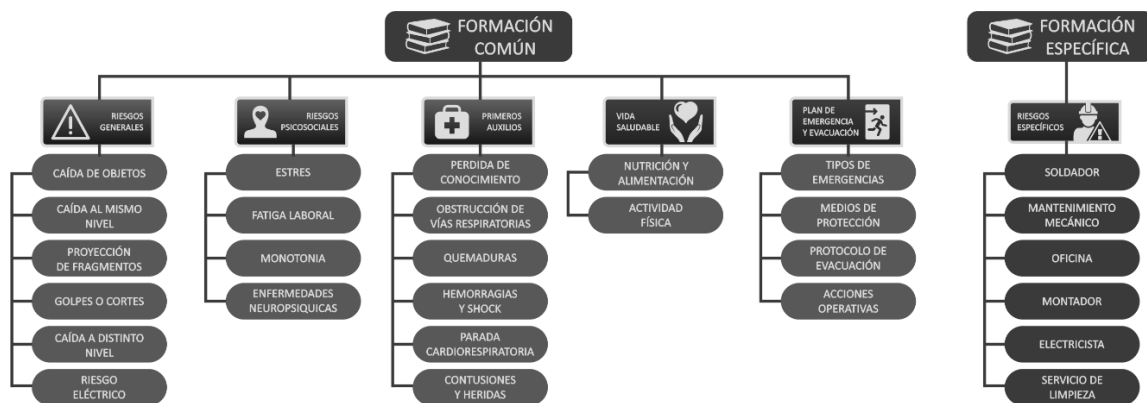 FORMACIÓN
COMÚN
RIESGOS
GENERALES
CAÍDA DE OBJETOS
CAÍDA AL MISMO
NIVEL
PROYECCIÓN
DE FRAGMENTOS
GOLPES O CORTES
CAÍDA A DISTINTO
NIVEL
RIESGO
ELÉCTRICO
RIESGOS
PSICOSOCIALES
ESTRES
FATIGA LABORAL
MONOTONIA
ENFERMEDADES
NEUROPSIQUICAS
PRIMEROS
AUXILIOS
PERDIDA DE
CONOCIMIENTO
OBSTRUCCIÓN DE
VÍAS RESPIRATORIAS
QUEMADURAS
HEMORRAGIAS
Y SHOCK
PARADA
CARDIORESPIRATORIA
CONTUSIONES
Y HERIDAS
VIDA
SALUDABLE
NUTRICIÓN Y
ALIMENTACIÓN
ACTIVIDAD
FÍSICA
PLAN DE
EMERGENCIA
Y EVACUACIÓN
TIPOS DE
EMERGENCIAS
MEDIOS DE
PROTECCIÓN
PROTOCOLO DE
EVACUACIÓN
ACCIONES
OPERATIVAS
FORMACIÓN
ESPECÍFICA
RIESGOS
ESPECÍFICOS
SOLDADOR
MANTENIMIENTO
MECÁNICO
OFICINA
MONTADOR
ELECTRICISTA
SERVICIO DE
LIMPIEZA